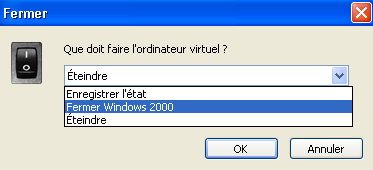 Fermer
Que doit faire l'ordinateur virtuel ?
Éteindre
Enregistrer l'état
Fermer Windows 2000
Éteindre
OK
Annuler